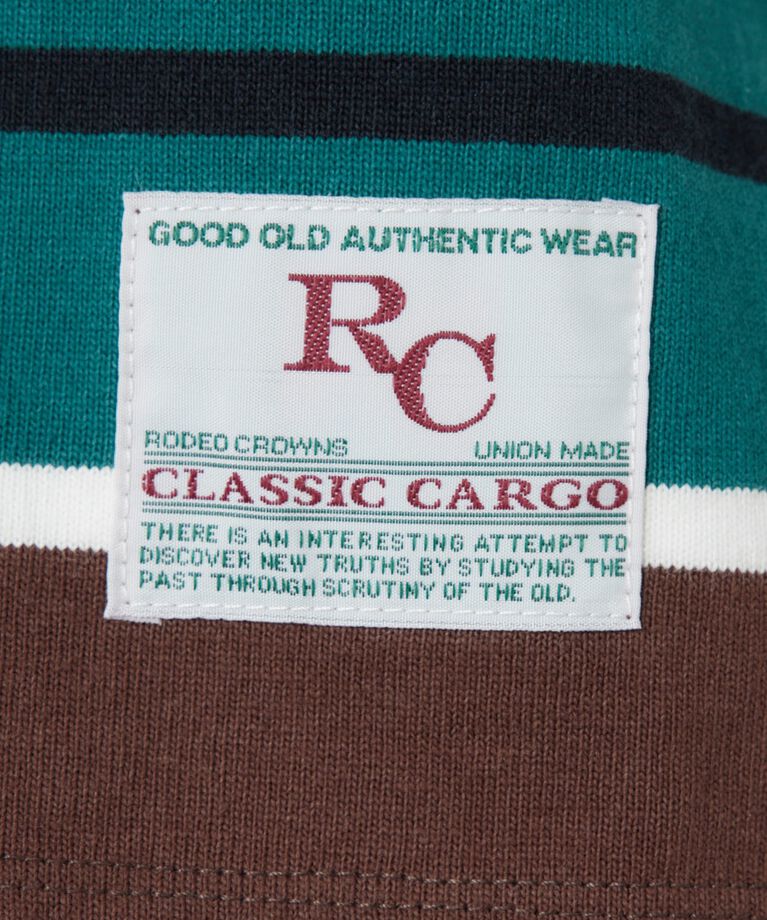 GOOD OLD AUTHENTIC WEAR
RC
RODEO CROWNS UNION MADE
CLASSIC CARGO
THERE IS AN INTERESTING ATTEMPT TO
DISCOVER NEW TRUTHS BY STUDYING THE
PAST THROUGH SCRUTINY OF THE OLD.